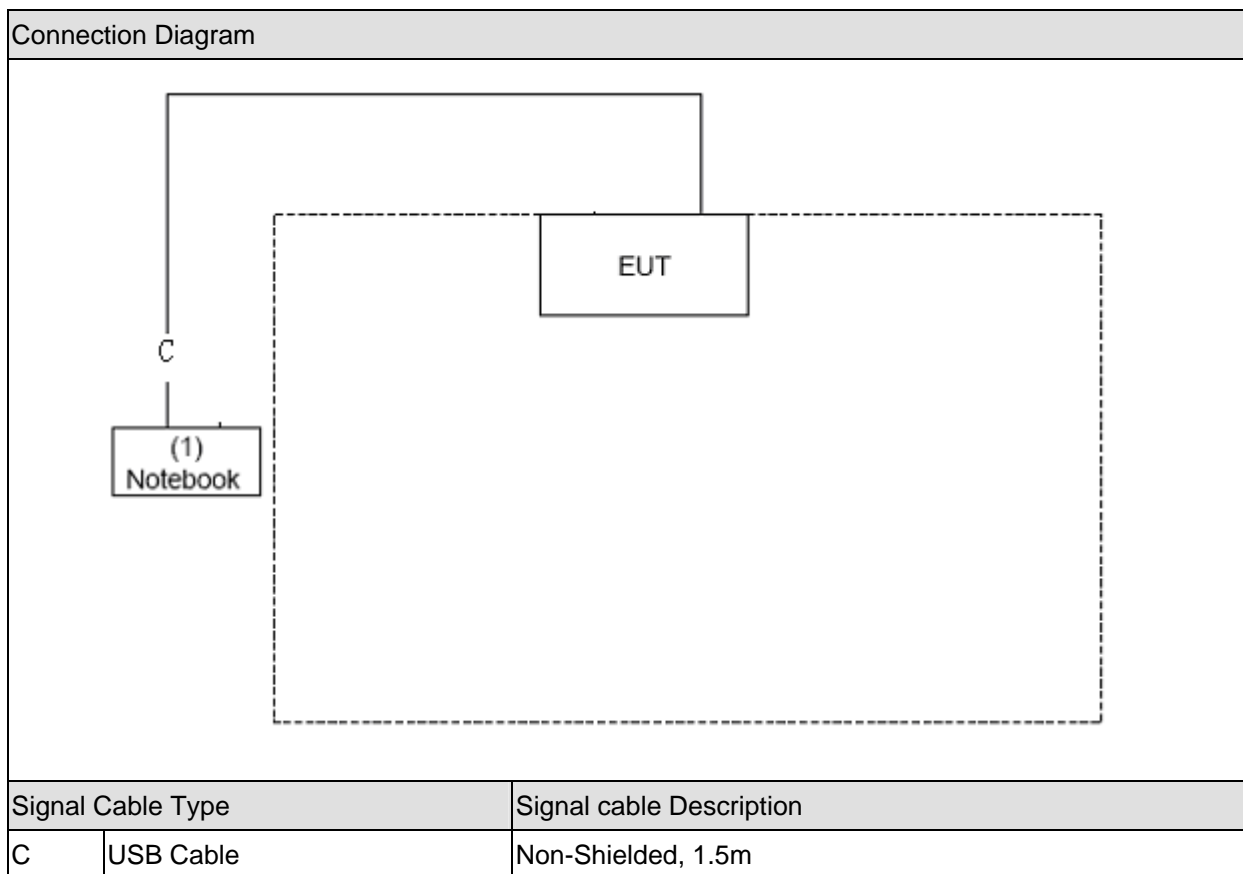 Connection Diagram
EUT
C
(1)
Notebook
Signal Cable Type Signal cable Description
C USB Cable Non-Shielded, 1.5m